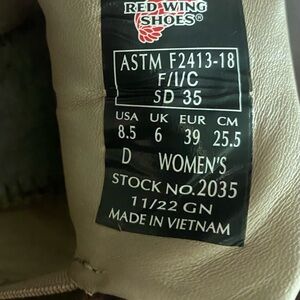 RED WING
SHOES®
ASTM F2413-18
F/I/C
SD 35
USA UK EUR CM
8.5 6 39 25.5
D WOMEN'S
STOCK No. 2035
11/22 GN
MADE IN VIETNAM